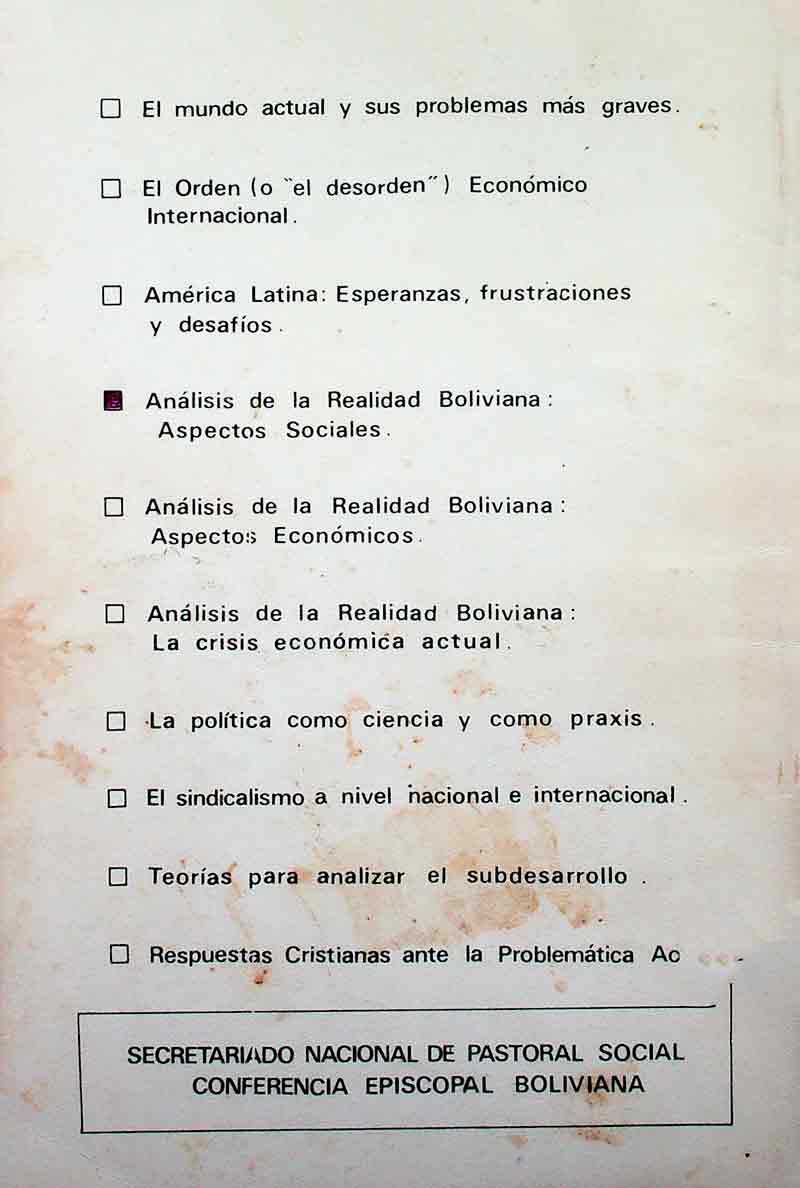 El mundo actual y sus problemas más graves.
El Orden (o "el desorden") Económico
Internacional.
América Latina: Esperanzas, frustraciones
y desafíos.
Análisis de la Realidad Boliviana:
Aspectos Sociales.
Análisis de la Realidad Boliviana:
Aspectos Económicos.
Análisis de la Realidad Boliviana:
La crisis económica actual.
La política como ciencia y como praxis.
El sindicalismo a nivel nacional e internacional.
Teorías para analizar el subdesarrollo.
Respuestas Cristianas ante la Problemática
SECRETARIADO NACIONAL DE PASTORAL SOCIAL
CONFERENCIA EPISCOPAL BOLIVIANA